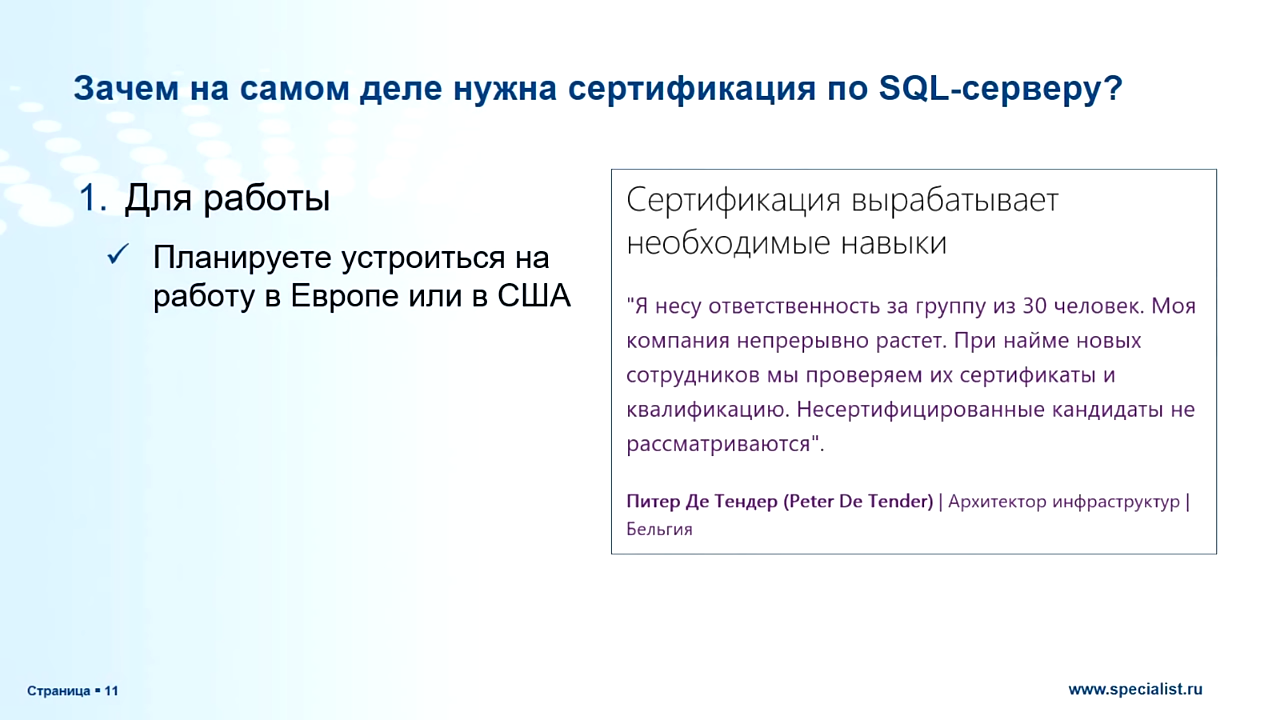 Зачем на самом деле нужна сертификация по SQL-серверу?
1. Для работы
✓ Планируете устроиться на
работу в Европе или в США
Сертификация вырабатывает
необходимые навыки
"Я несу ответственность за группу из 30 человек. Моя
компания непрерывно растет. При найме новых
сотрудников мы проверяем их сертификаты и
квалификацию. Несертифицированные кандидаты не
рассматриваются".
Питер Де Тендер (Peter De Tender) | Архитектор инфраструктур |
Бельгия
Страница ▪ 11
www.specialist.ru